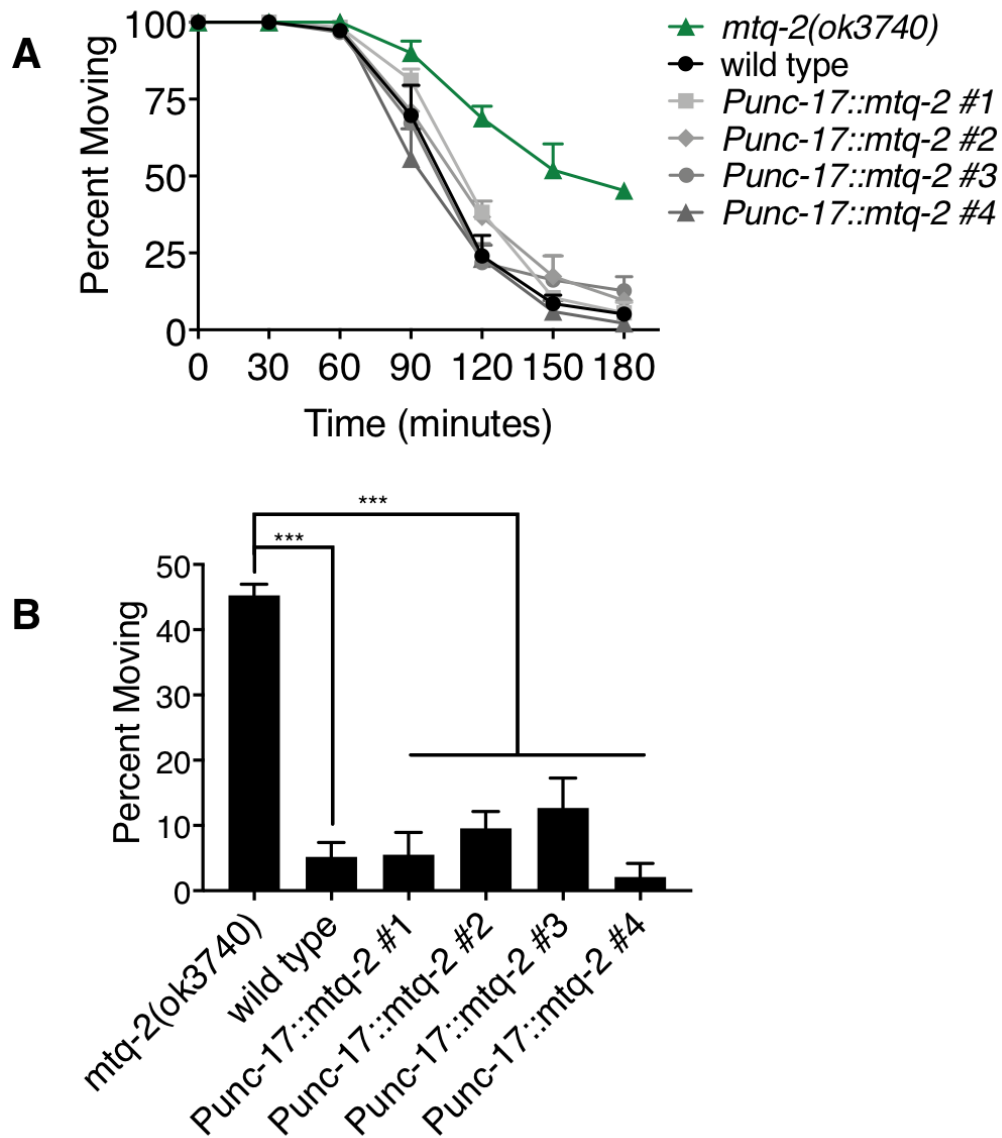 A
Percent Moving
100
75
50
25
0
0 30 60 90 120 150 180
Time (minutes)
mtq-2(ok3740)
wild type
Punc-17::mtq-2 #1
Punc-17::mtq-2 #2
Punc-17::mtq-2 #3
Punc-17::mtq-2 #4
B
***
***
Percent Moving
50
40
30
20
10
0
mtq-2(ok3740)
wild type
Punc-17::mtq-2 #1
Punc-17::mtq-2 #2
Punc-17::mtq-2 #3
Punc-17::mtq-2 #4